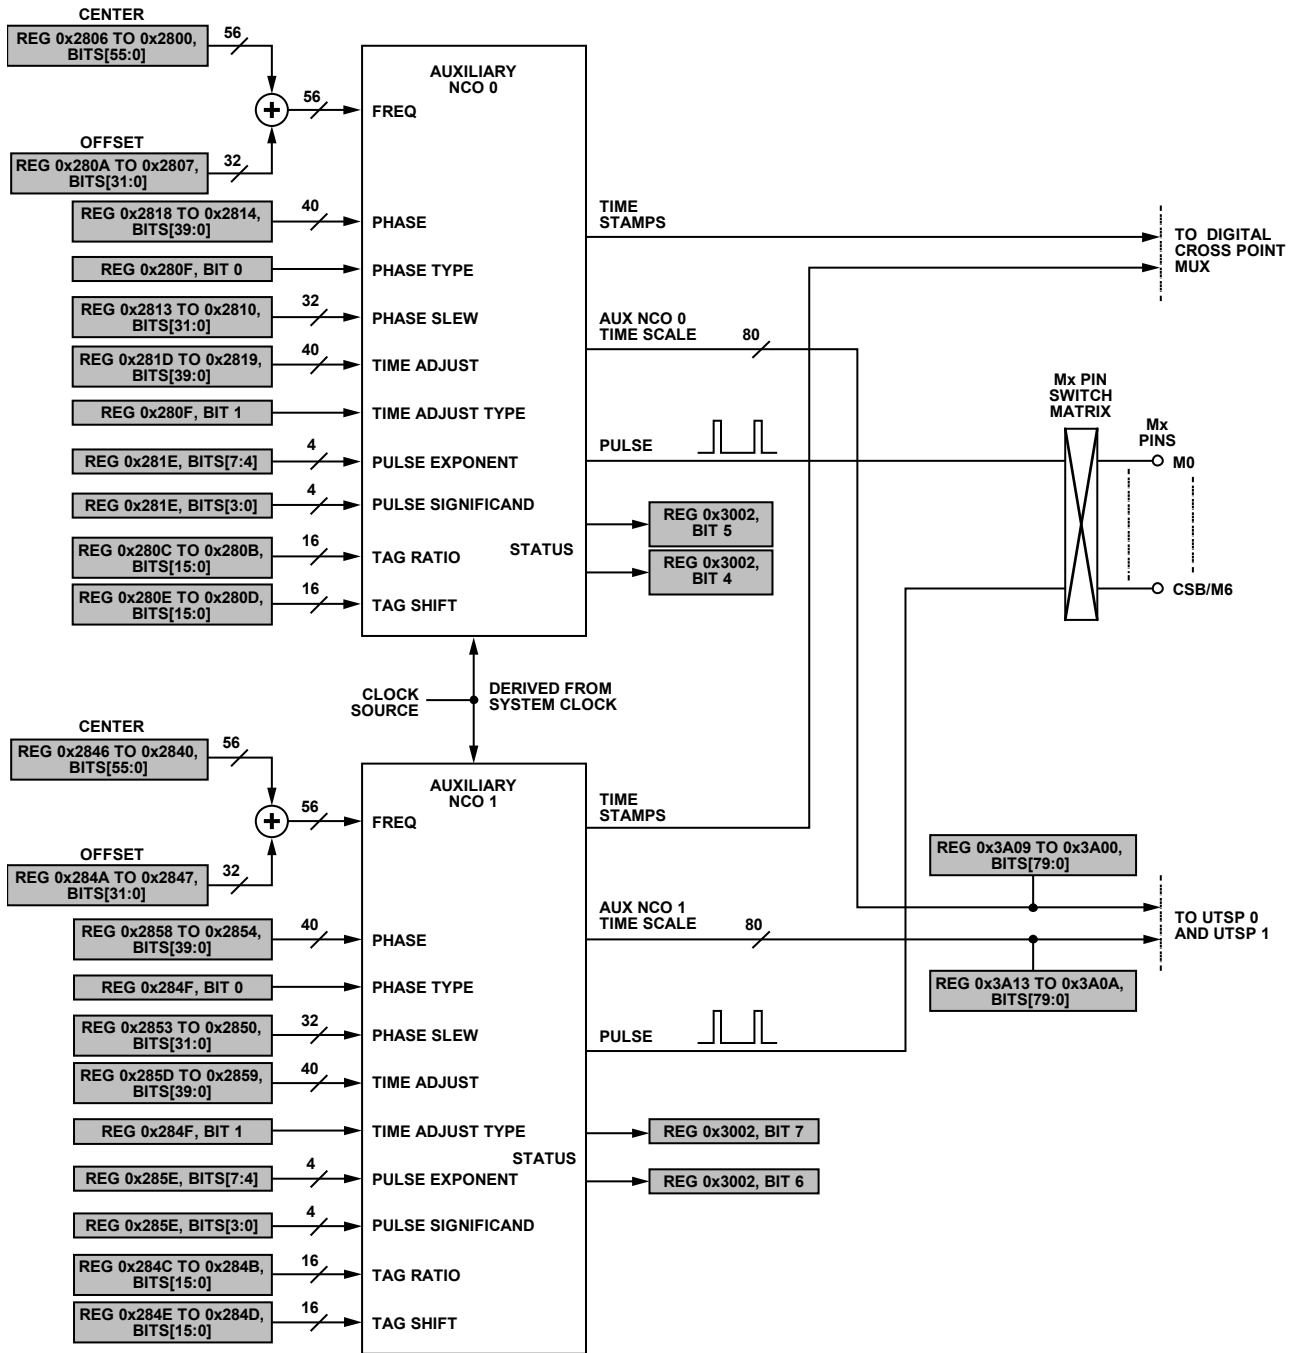 CENTER
REG 0x2806 TO 0x2800,
BITS[55:0]
56
AUXILIARY
NCO 0
56
FREQ
OFFSET
REG 0x280A TO 0x2807,
BITS[31:0]
32
REG 0x2818 TO 0x2814,
BITS[39:0]
40
PHASE
REG 0x280F, BIT 0
PHASE TYPE
REG 0x2813 TO 0x2810,
BITS[31:0]
32
PHASE SLEW
REG 0x281D TO 0x2819,
BITS[39:0]
40
TIME ADJUST
REG 0x280F, BIT 1
TIME ADJUST TYPE
REG 0x281E, BITS[7:4]
4
PULSE EXPONENT
REG 0x281E, BITS[3:0]
4
PULSE SIGNIFICAND
REG 0x280C TO 0x280B,
BITS[15:0]
16
TAG RATIO
REG 0x280E TO 0x280D,
BITS[15:0]
16
TAG SHIFT
TIME
STAMPS
TO DIGITAL
CROSS POINT
MUX
AUX NCO 0
TIME SCALE
80
PULSE
Mx PIN
SWITCH
MATRIX
Mx
PINS
M0
CSB/M6
STATUS
REG 0x3002,
BIT 5
REG 0x3002,
BIT 4
CLOCK
SOURCE
DERIVED FROM
SYSTEM CLOCK
CENTER
REG 0x2846 TO 0x2840,
BITS[55:0]
56
AUXILIARY
NCO 1
56
FREQ
OFFSET
REG 0x284A TO 0x2847,
BITS[31:0]
32
REG 0x2858 TO 0x2854,
BITS[39:0]
40
PHASE
REG 0x284F, BIT 0
PHASE TYPE
REG 0x2853 TO 0x2850,
BITS[31:0]
32
PHASE SLEW
REG 0x285D TO 0x2859,
BITS[39:0]
40
TIME ADJUST
REG 0x284F, BIT 1
TIME ADJUST TYPE
REG 0x285E, BITS[7:4]
4
PULSE EXPONENT
REG 0x285E, BITS[3:0]
4
PULSE SIGNIFICAND
REG 0x284C TO 0x284B,
BITS[15:0]
16
TAG RATIO
REG 0x284E TO 0x284D,
BITS[15:0]
16
TAG SHIFT
TIME
STAMPS
REG 0x3A09 TO 0x3A00,
BITS[79:0]
AUX NCO 1
TIME SCALE
80
TO UTSP 0
AND UTSP 1
REG 0x3A13 TO 0x3A0A,
BITS[79:0]
PULSE
STATUS
REG 0x3002, BIT 7
REG 0x3002, BIT 6